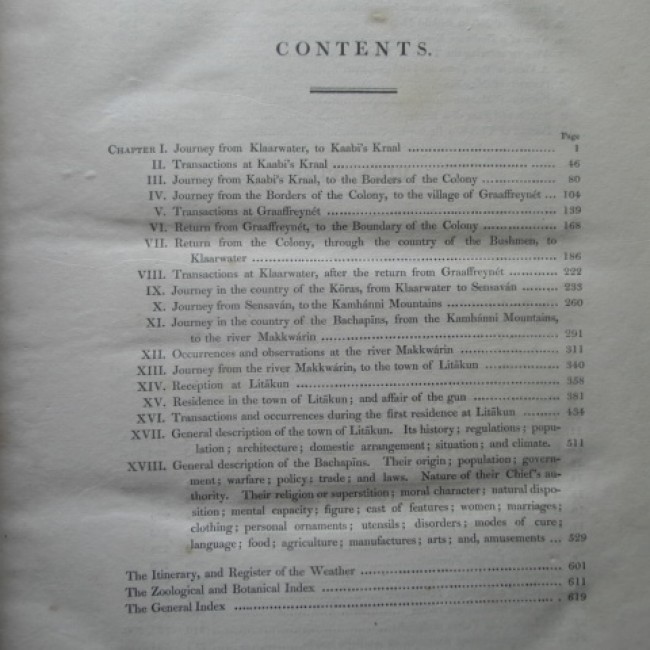 CONTENTS.
Page
CHAPTER I. Journey from Klaarwater, to Kaabi's Kraal ........ 1
II. Transactions at Kaabi's Kraal ........ 46
III. Journey from Kaabi's Kraal, to the Borders of the Colony ........ 80
IV. Journey from the Borders of the Colony, to the village of Graaffreynét ... 104
V. Transactions at Graaffreynét ........ 139
VI. Return from Graaffreynét, to the Boundary of the Colony ........ 168
VII. Return from the Colony, through the country of the Bushmen, to
Klaarwater ........ 186
VIII. Transactions at Klaarwater, after the return from Graaffreynét ........ 222
IX. Journey in the country of the Kōras, from Klaarwater to Sensaván ........ 235
X. Journey from Sensaván, to the Kamhánni Mountains ........ 260
XI. Journey in the country of the Bachapīns, from the Kamhánni Mountains,
to the river Makkwárin ........ 291
XII. Occurrences and observations at the river Makkwárin ........ 311
XIII. Journey from the river Makkwárin, to the town of Litákun ........ 340
XIV. Reception at Litákun ........ 358
XV. Residence in the town of Litákun; and affair of the gun ........ 381
XVI. Transactions and occurrences during the first residence at Litákun ........ 434
XVII. General description of the town of Litákun. Its history; regulations; popu-
lation; architecture; domestic arrangement; situation; and climate. 511
XVIII. General description of the Bachapīns. Their origin; population; govern-
ment; warfare; policy; trade; and laws. Nature of their Chief's au-
thority. Their religion or superstition; moral character; natural dispo-
sition; mental capacity; figure; cast of features; women; marriages;
clothing; personal ornaments; utensils; disorders; modes of cure;
language; food; agriculture; manufactures; arts; and, amusements ... 529
The Itinerary, and Register of the Weather ........ 601
The Zoological and Botanical Index ........ 611
The General Index ........ 619